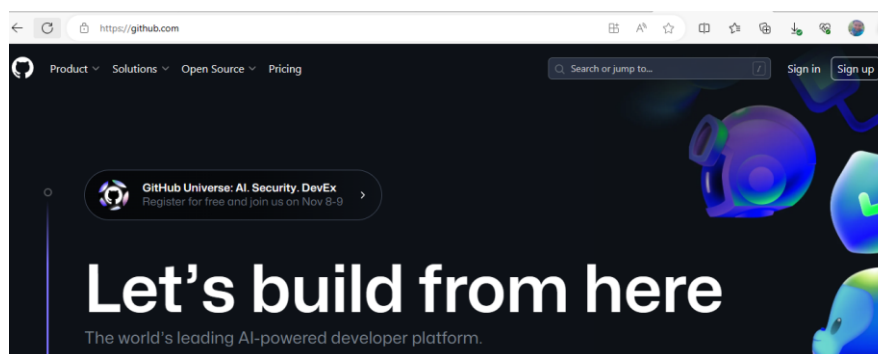 https://github.com
Product Solutions Open Source Pricing Search or jump to... / Sign in Sign up
GitHub Universe: AI. Security. DevEx
Register for free and join us on Nov 8-9
Let's build from here
The world's leading AI-powered developer platform.